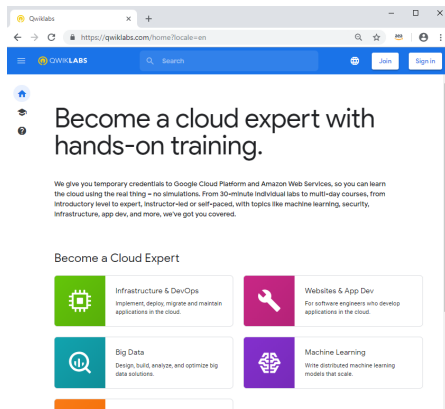 Qwiklabs
https://qwiklabs.com/home?locale=en
QWIKLABS
Search
Join
Sign in
Become a cloud expert with
hands-on training.
We give you temporary credentials to Google Cloud Platform and Amazon Web Services, so you can learn
the cloud using the real thing – no simulations. From 30-minute individual labs to multi-day courses, from
introductory level to expert, instructor-led or self-paced, with topics like machine learning, security,
infrastructure, app dev, and more, we've got you covered.
Become a Cloud Expert
Infrastructure & DevOps
Implement, deploy, migrate and maintain
applications in the cloud.
Websites & App Dev
For software engineers who develop
applications in the cloud.
Big Data
Design, build, analyze, and optimize big
data solutions.
Machine Learning
Write distributed machine learning
models that scale.